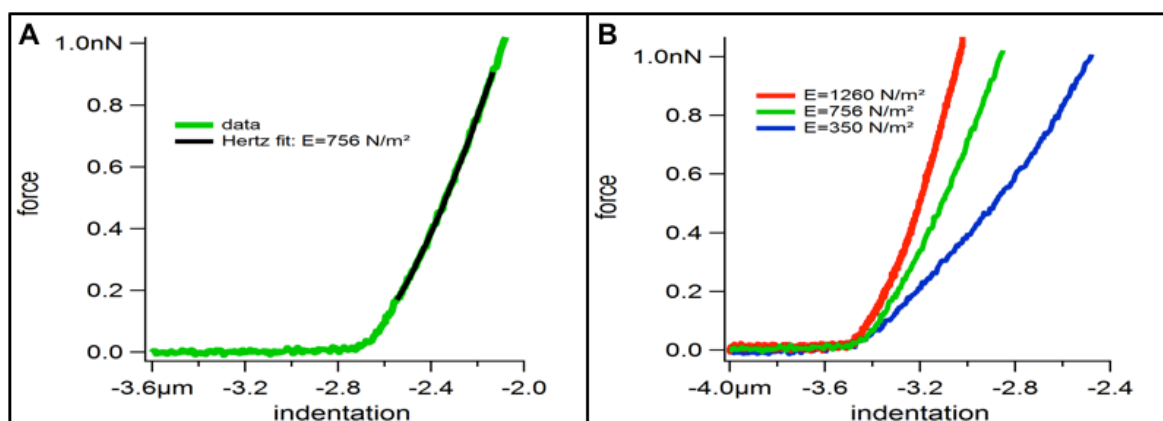 A
1.0nN
0.8
0.6
0.4
0.2
0.0
force
data
Hertz fit: E=756 N/m²
-3.6µm
-2.8
-2.4
-2.0
indentation
B
1.0nN
0.8
0.6
0.4
0.2
0.0
force
E=1260 N/m²
E=756 N/m²
E=350 N/m²
-4.0µm
-3.6
-3.2
-2.8
-2.4
indentation